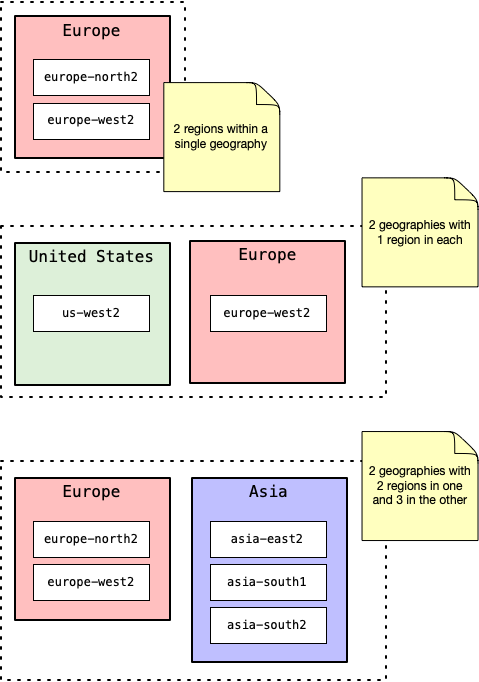 Europe
europe-north2
europe-west2
2 regions within a
single geography
2 geographies with
1 region in each
United States
us-west2
Europe
europe-west2
2 geographies with
2 regions in one
and 3 in the other
Europe
europe-north2
europe-west2
Asia
asia-east2
asia-south1
asia-south2